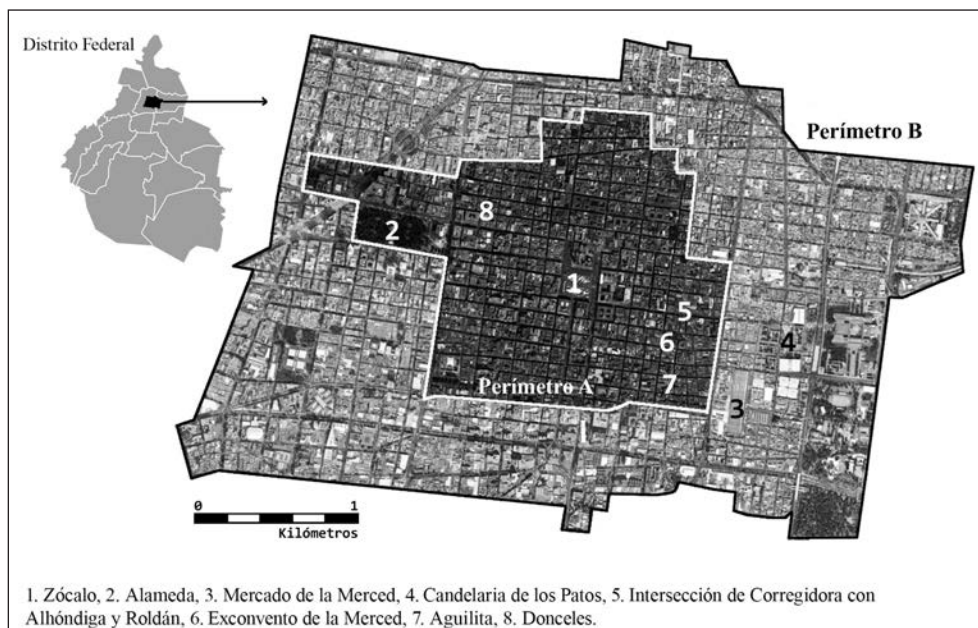 Distrito Federal
Perímetro B
8
2
1
5
6
4
Perímetro A
7
3
0 1
Kilómetros
1. Zócalo, 2. Alameda, 3. Mercado de la Merced, 4. Candelaria de los Patos, 5. Intersección de Corregidora con
Alhóndiga y Roldán, 6. Exconvento de la Merced, 7. Aguilita, 8. Donceles.